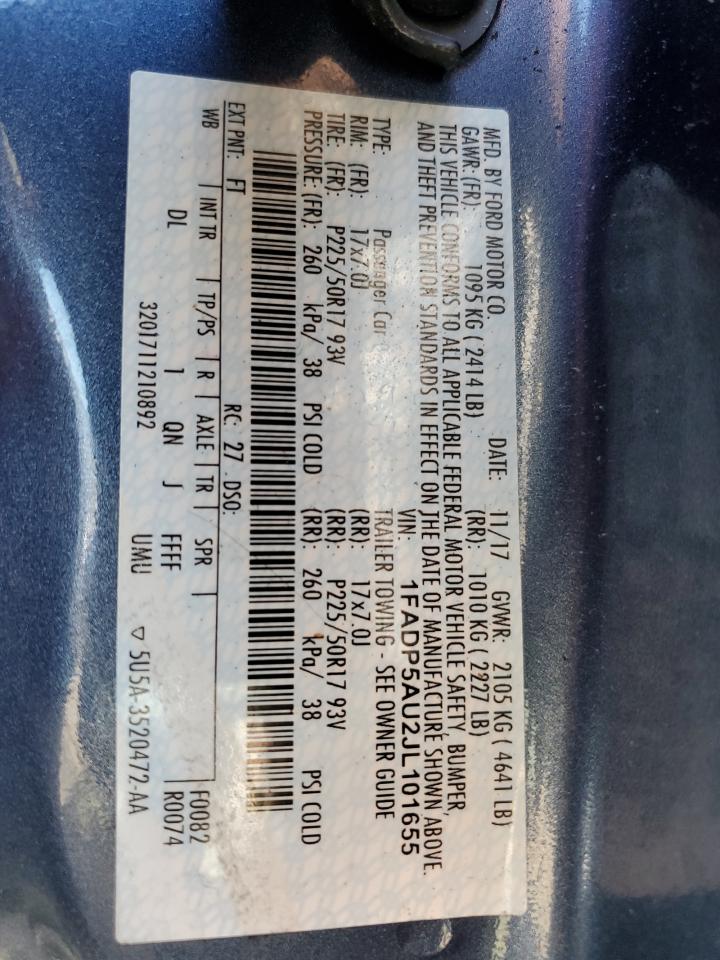 MFD. BY FORD MOTOR CO. DATE: 11/17 GVWR: 2105 KG ( 4641 LB)
GAWR: (FR): 1095 KG ( 2414 LB) (RR): 1010 KG ( 2227 LB)
THIS VEHICLE CONFORMS TO ALL APPLICABLE FEDERAL MOTOR VEHICLE SAFETY, BUMPER,
AND THEFT PREVENTION STANDARDS IN EFFECT ON THE DATE OF MANUFACTURE SHOWN ABOVE.
VIN: 1FADP5AU2JL101655
TYPE: Passenger Car TRAILER TOWING - SEE OWNER GUIDE
RIM: (FR): 17x7.0J (RR): 17x7.0J
TIRE: (FR): P225/50R17 93V (RR): P225/50R17 93V
PRESSURE: (FR): 260 kPa/ 38 PSI COLD (RR): 260 kPa/ 38 PSI COLD
EXT PNT: FT RC: 27 DSO: F0082
WB | INT TR | TP/PS | R | AXLE | TR | SPR | R0074
DL 1 QN J FFFF
3201711210892 UMU ▽ 5U5A-3520472-AA